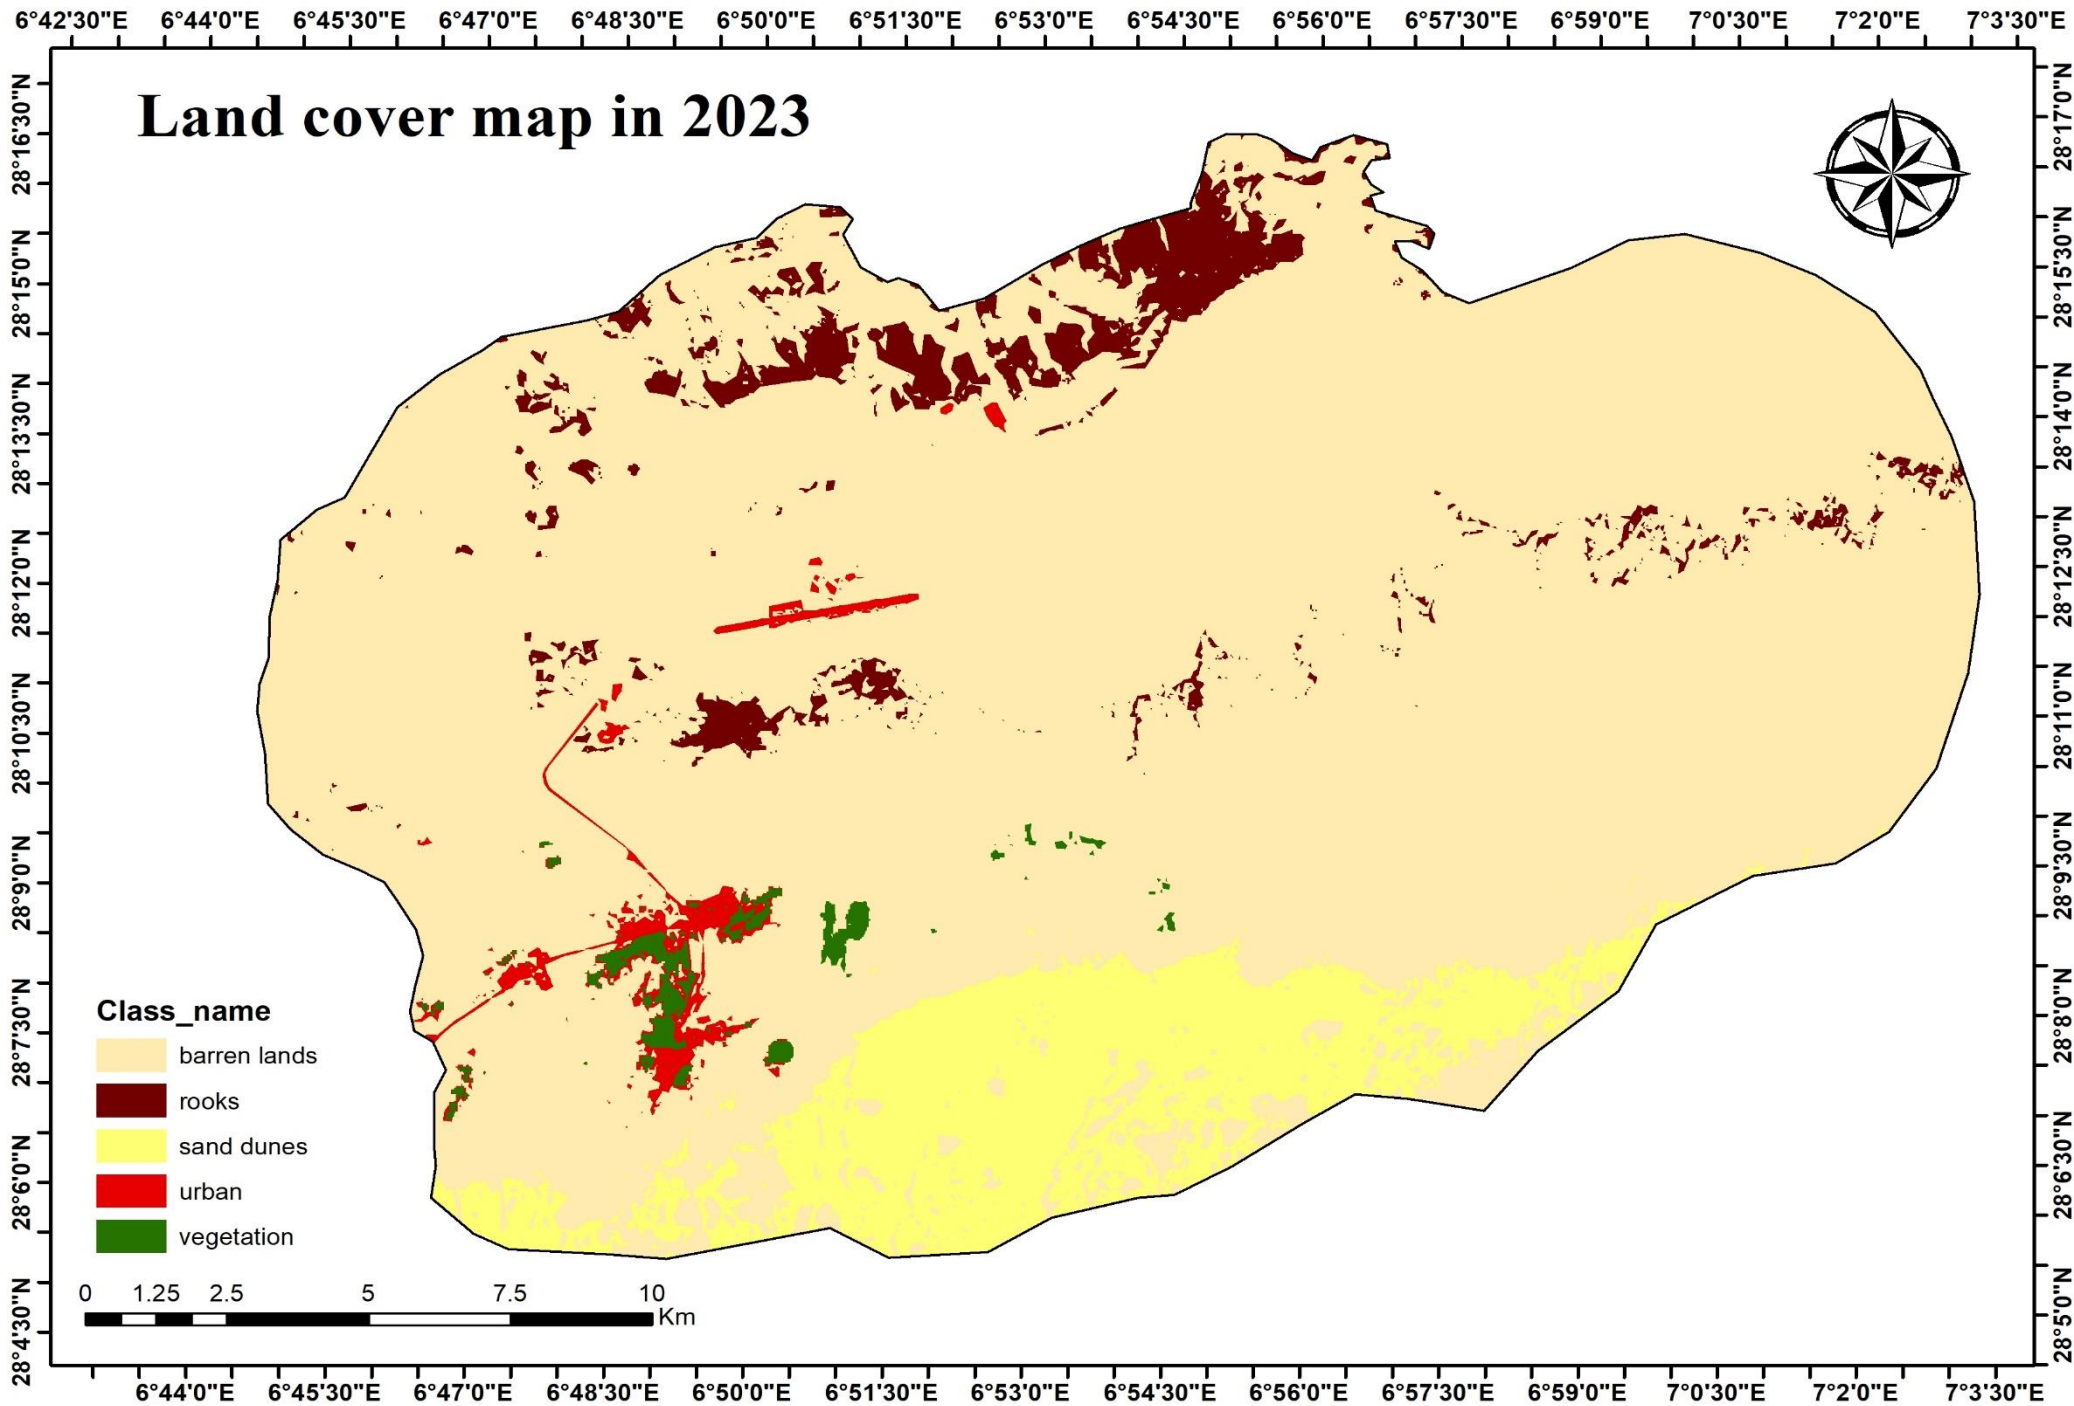 6°42'30"E 6°44'0"E 6°45'30"E 6°47'0"E 6°48'30"E 6°50'0"E 6°51'30"E 6°53'0"E 6°54'30"E 6°56'0"E 6°57'30"E 6°59'0"E 7°0'30"E 7°2'0"E 7°3'30"E
Land cover map in 2023
28°16'30"N
28°15'0"N
28°13'30"N
28°12'0"N
28°10'30"N
28°9'0"N
28°7'30"N
28°6'0"N
28°4'30"N
28°17'0"N
28°15'30"N
28°14'0"N
28°12'30"N
28°11'0"N
28°9'30"N
28°8'0"N
28°6'30"N
28°5'0"N
Class_name
barren lands
rooks
sand dunes
urban
vegetation
0 1.25 2.5 5 7.5 10
Km
6°44'0"E 6°45'30"E 6°47'0"E 6°48'30"E 6°50'0"E 6°51'30"E 6°53'0"E 6°54'30"E 6°56'0"E 6°57'30"E 6°59'0"E 7°0'30"E 7°2'0"E 7°3'30"E